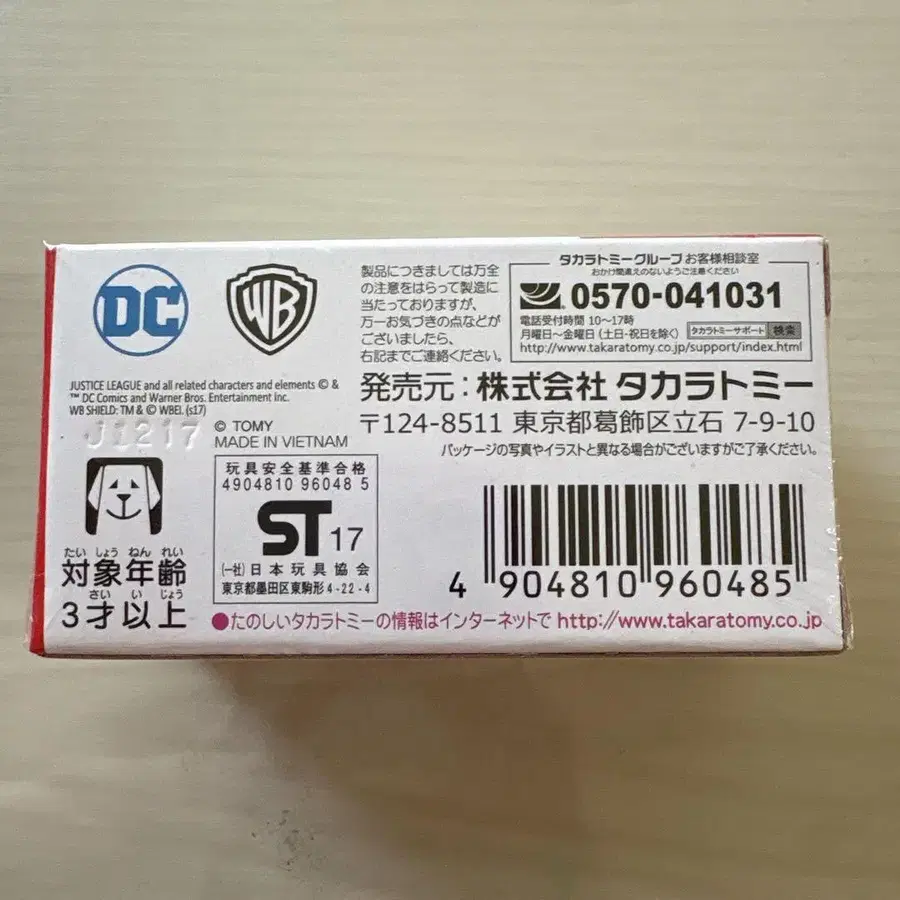 DC
WB
製品につきましては万全
の注意をはらって製造に
当たっておりますが、
万一お気づきの点などが
ございましたら、
右記までご連絡ください。
タカラトミーグループ お客様相談室
おかけ間違えのないようご注意ください
0570-041031
電話受付時間 10～17時
月曜日～金曜日 (土日・祝日を除く)
タカラトミーサポート 検索
http://www.takaratomy.co.jp/support/index.html
JUSTICE LEAGUE and all related characters and elements © &
™ DC Comics and Warner Bros. Entertainment Inc.
WB SHIELD: TM & © WBEI. (s17)
J1217
© TOMY
MADE IN VIETNAM
発売元:株式会社 タカラトミー
〒124-8511 東京都葛飾区立石 7-9-10
パッケージの写真やイラストと異なる場合がございますがご了承ください。
たい しょう ねん れい
対象年齢
さい い じょう
3才以上
玩具安全基準合格
4904810 96048 5
ST 17
(一社)日本玩具協会
東京都墨田区東駒形4-22-4
4 904810 960485
●たのしいタカラトミーの情報はインターネットで http://www.takaratomy.co.jp